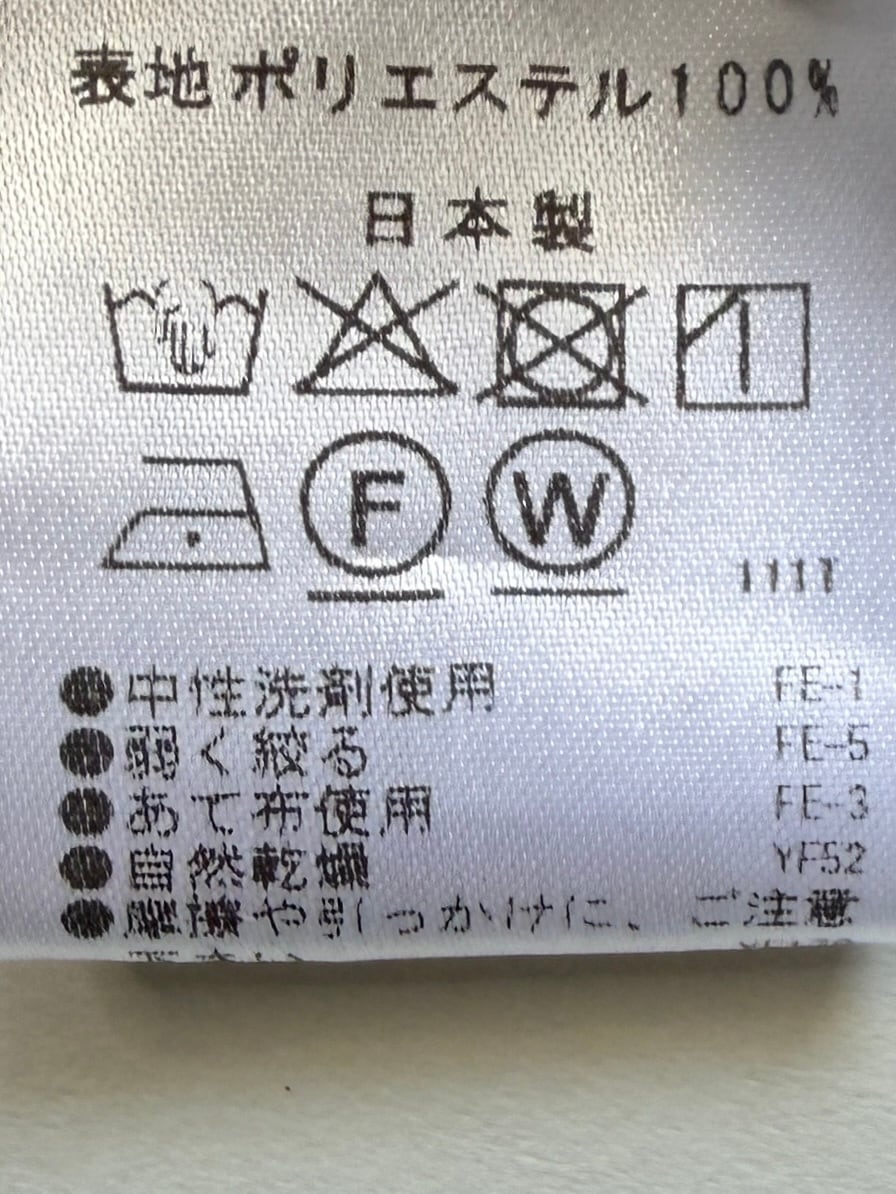 表地 ポリエステル100%
日本製
F W
1111
●中性洗剤使用 FE-1
●弱く絞る FE-5
●あて布使用 FE-3
●自然乾燥 YF52
●摩擦や引っかけに、ご注意